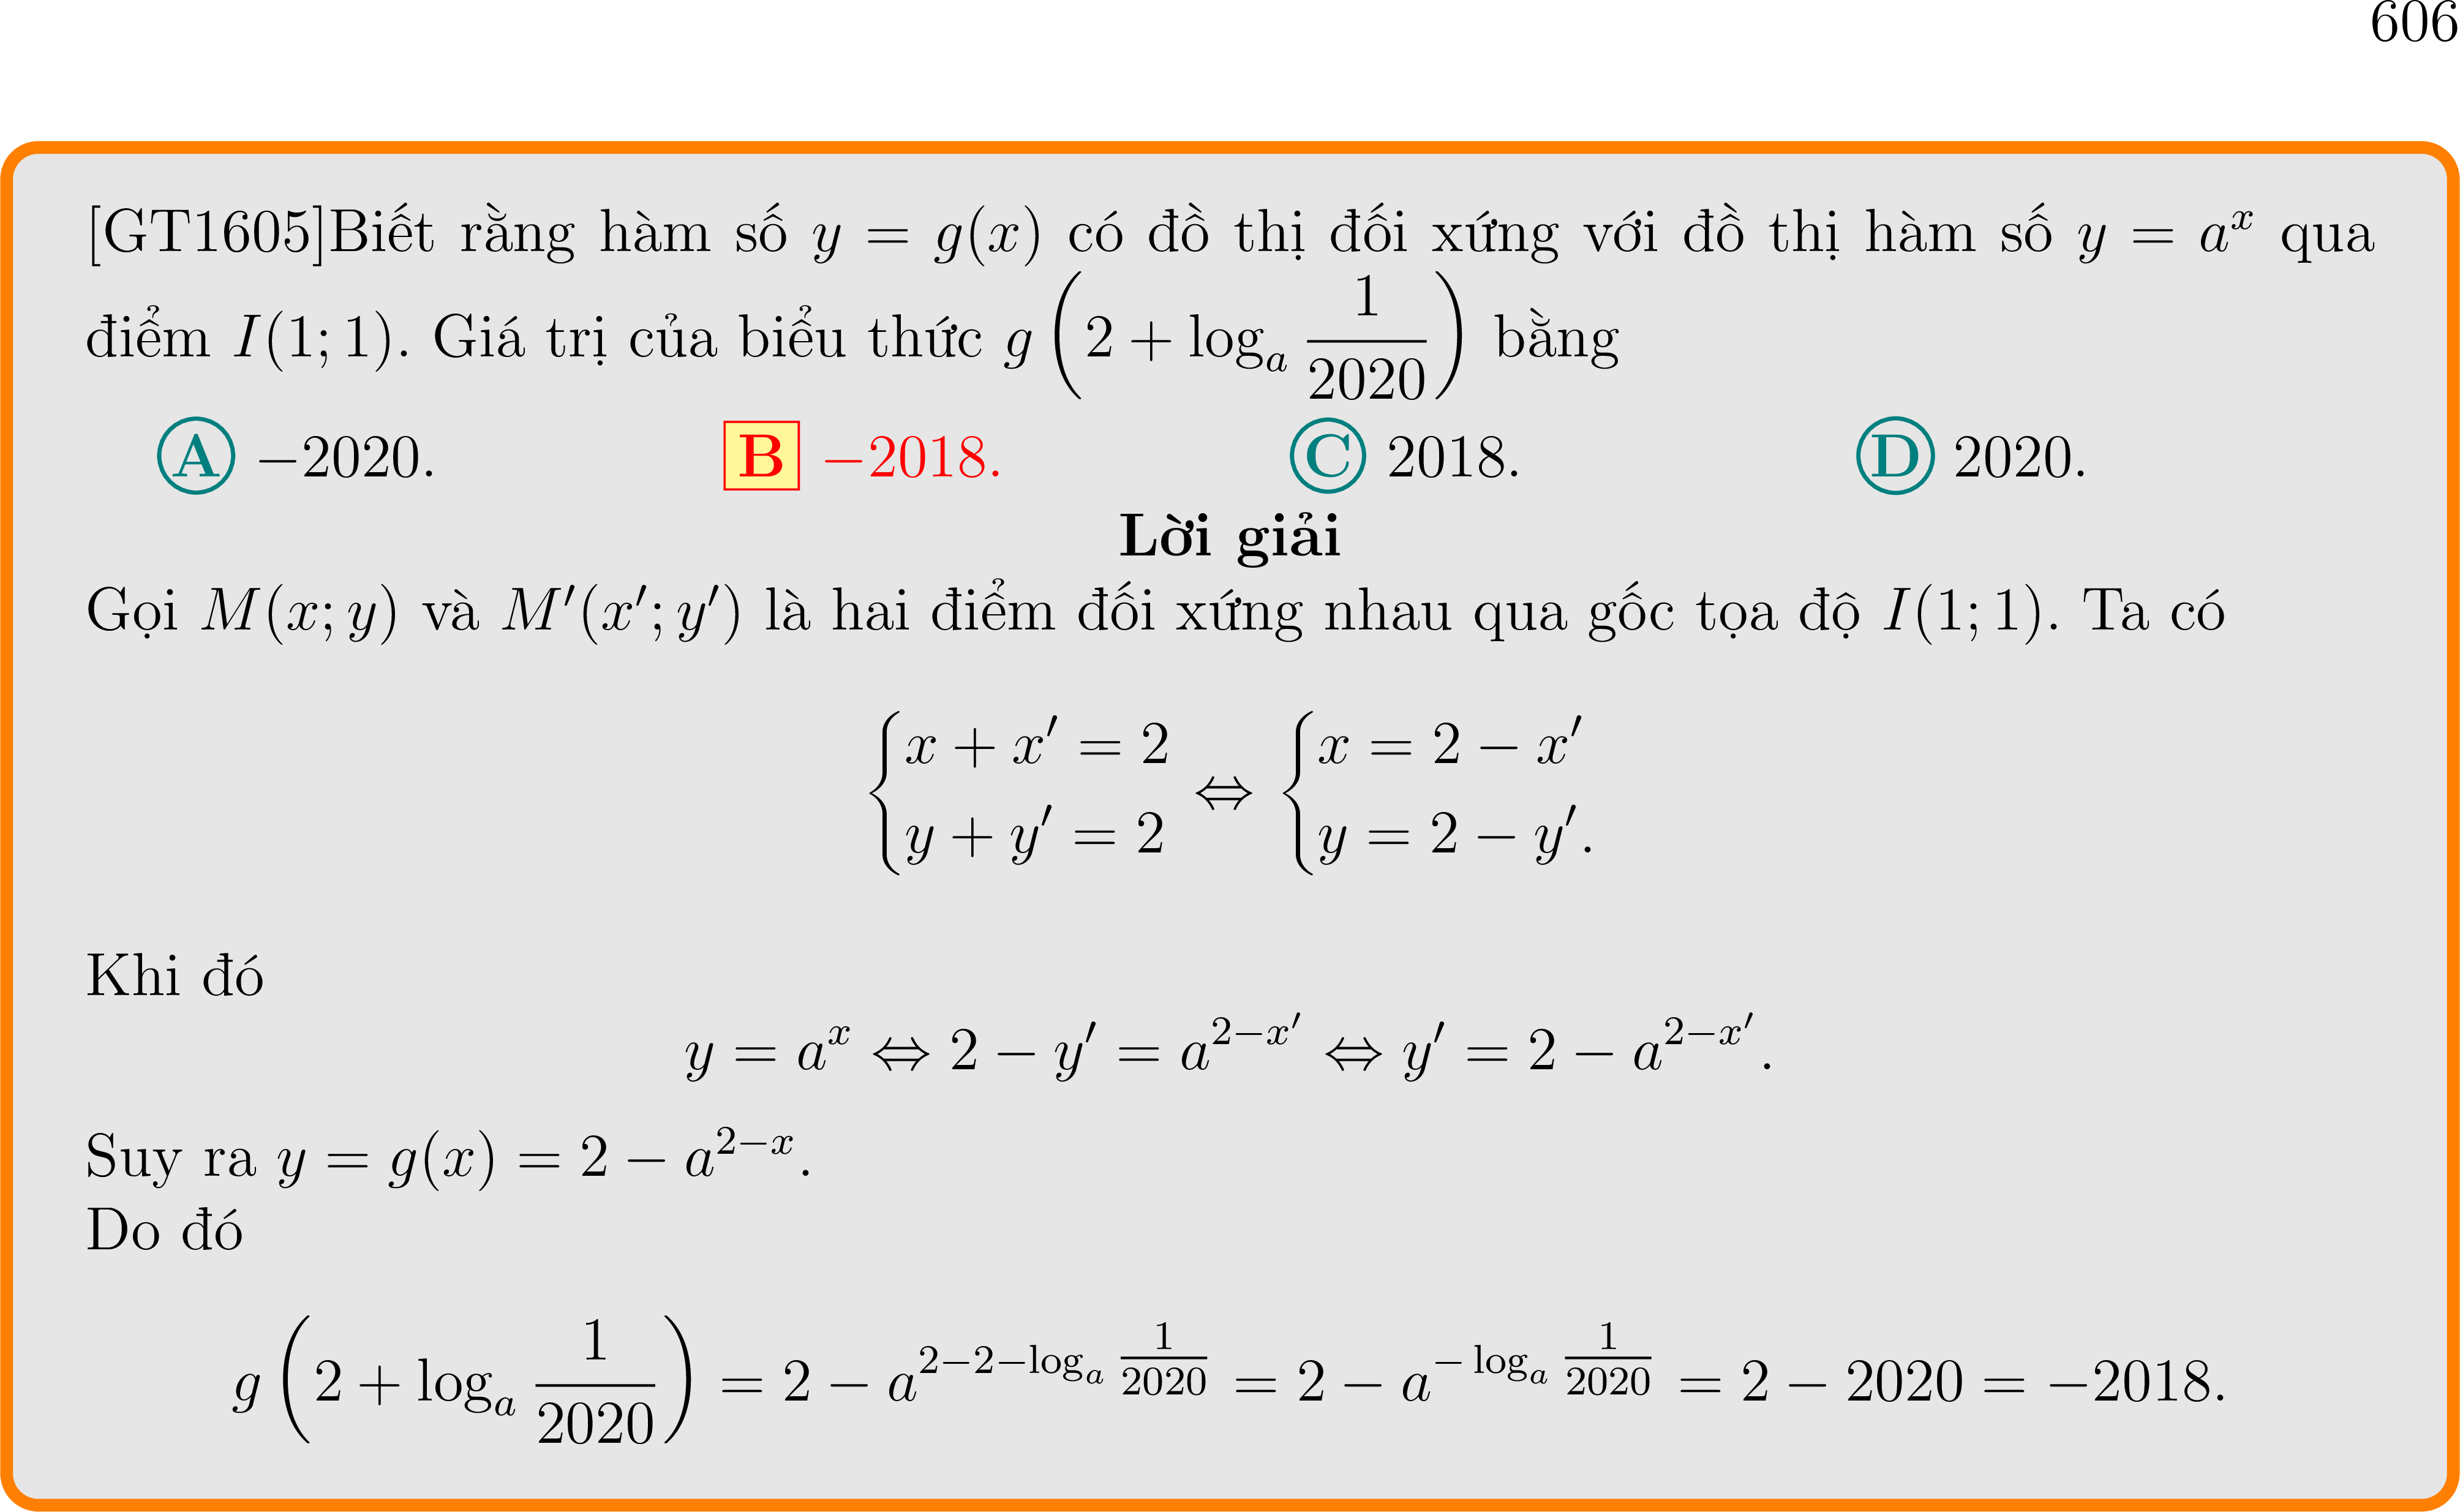 606
[GT1605]Biết rằng hàm số $y = g(x)$ có đồ thị đối xứng với đồ thị hàm số $y = a^x$ qua
điểm $I(1; 1)$. Giá trị của biểu thức $g\left(2 + \log_a \dfrac{1}{2020}\right)$ bằng
A −2020. B −2018. C 2018. D 2020.
Lời giải
Gọi $M(x; y)$ và $M'(x'; y')$ là hai điểm đối xứng nhau qua gốc tọa độ $I(1; 1)$. Ta có
$\begin{cases} x + x' = 2 \\ y + y' = 2 \end{cases} \Leftrightarrow \begin{cases} x = 2 - x' \\ y = 2 - y'. \end{cases}$
Khi đó
$y = a^x \Leftrightarrow 2 - y' = a^{2-x'} \Leftrightarrow y' = 2 - a^{2-x'}.$
Suy ra $y = g(x) = 2 - a^{2-x}$.
Do đó
$g\left(2 + \log_a \dfrac{1}{2020}\right) = 2 - a^{2-2-\log_a \frac{1}{2020}} = 2 - a^{-\log_a \frac{1}{2020}} = 2 - 2020 = -2018.$